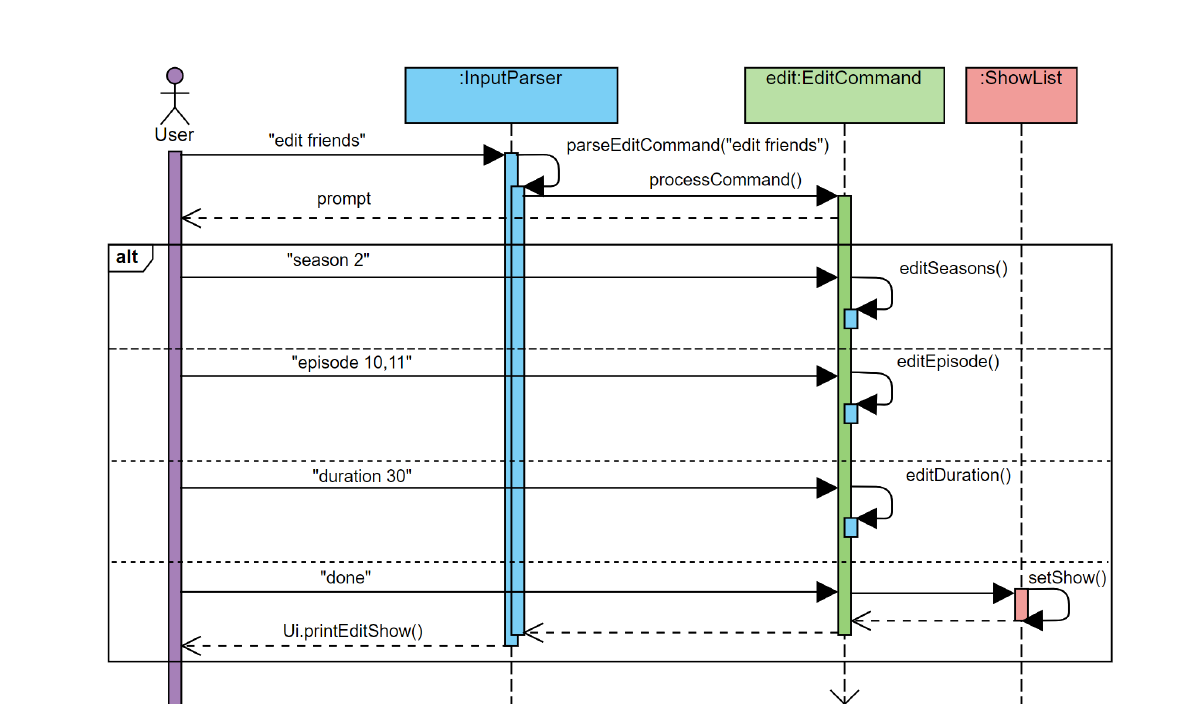 :InputParser
edit:EditCommand
:ShowList
User
"edit friends"
parseEditCommand("edit friends")
processCommand()
prompt
alt
"season 2"
editSeasons()
"episode 10,11"
editEpisode()
"duration 30"
editDuration()
"done"
setShow()
Ui.printEditShow()